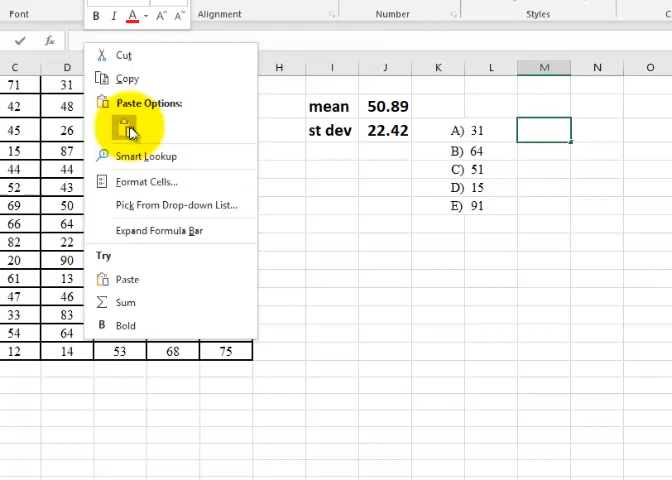 Font
Alignment
Number
Styles
B I A A A
fx
C D H I J K L M N O
Cut
Copy
Paste Options:
Smart Lookup
Format Cells...
Pick From Drop-down List...
Expand Formula Bar
Try
Paste
Sum
Bold
71 31
42 48 mean 50.89
45 26 st dev 22.42 A) 31
15 87 B) 64
44 44 C) 51
52 43 D) 15
69 50 E) 91
66 64
82 22
20 90
61 13
47 46
33 83
54 64
12 14 53 68 75